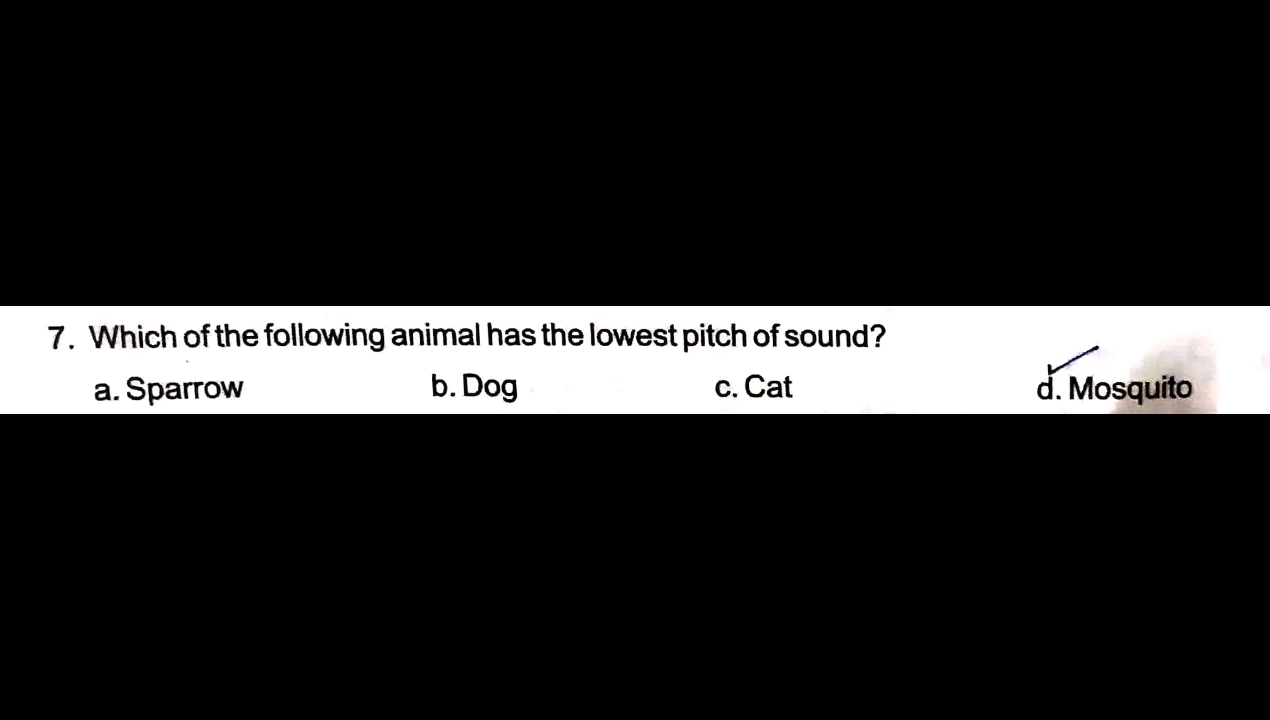 7. Which of the following animal has the lowest pitch of sound?
a. Sparrow b. Dog c. Cat d. Mosquito